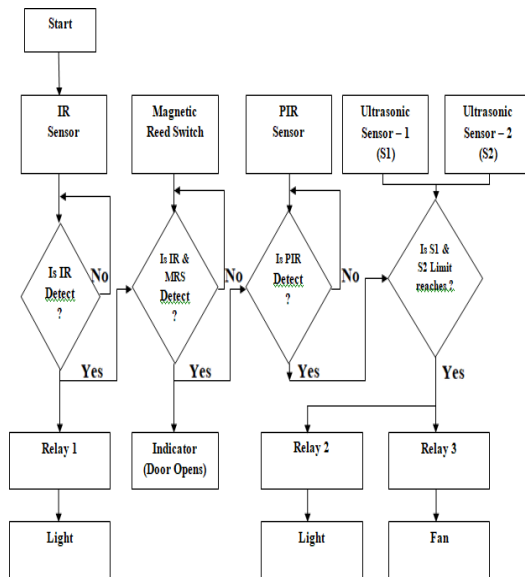 Start
IR
Sensor
Magnetic
Reed Switch
PIR
Sensor
Ultrasonic
Sensor – 1
(S1)
Ultrasonic
Sensor – 2
(S2)
Is IR
Detect
?
No
Is IR &
MRS
Detect
?
No
Is PIR
Detect
?
No
Is S1 &
S2 Limit
reaches ?
Yes
Yes
Yes
Yes
Relay 1
Indicator
(Door Opens)
Relay 2
Relay 3
Light
Light
Fan